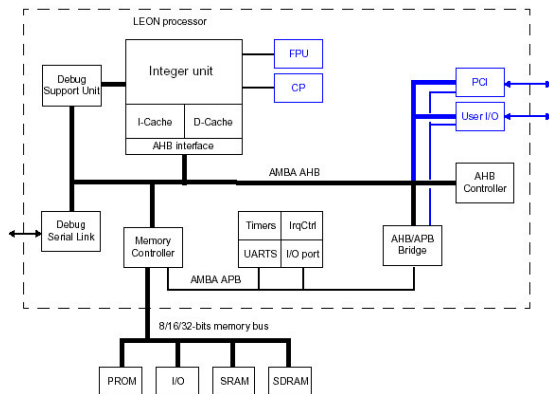 LEON processor
FPU
Integer unit
Debug
Support Unit
PCI
CP
User I/O
I-Cache
D-Cache
AHB interface
AMBA AHB
AHB
Controller
Debug
Serial Link
Memory
Controller
Timers
IrqCtrl
UARTS
I/O port
AHB/APB
Bridge
AMBA APB
8/16/32-bits memory bus
PROM
I/O
SRAM
SDRAM